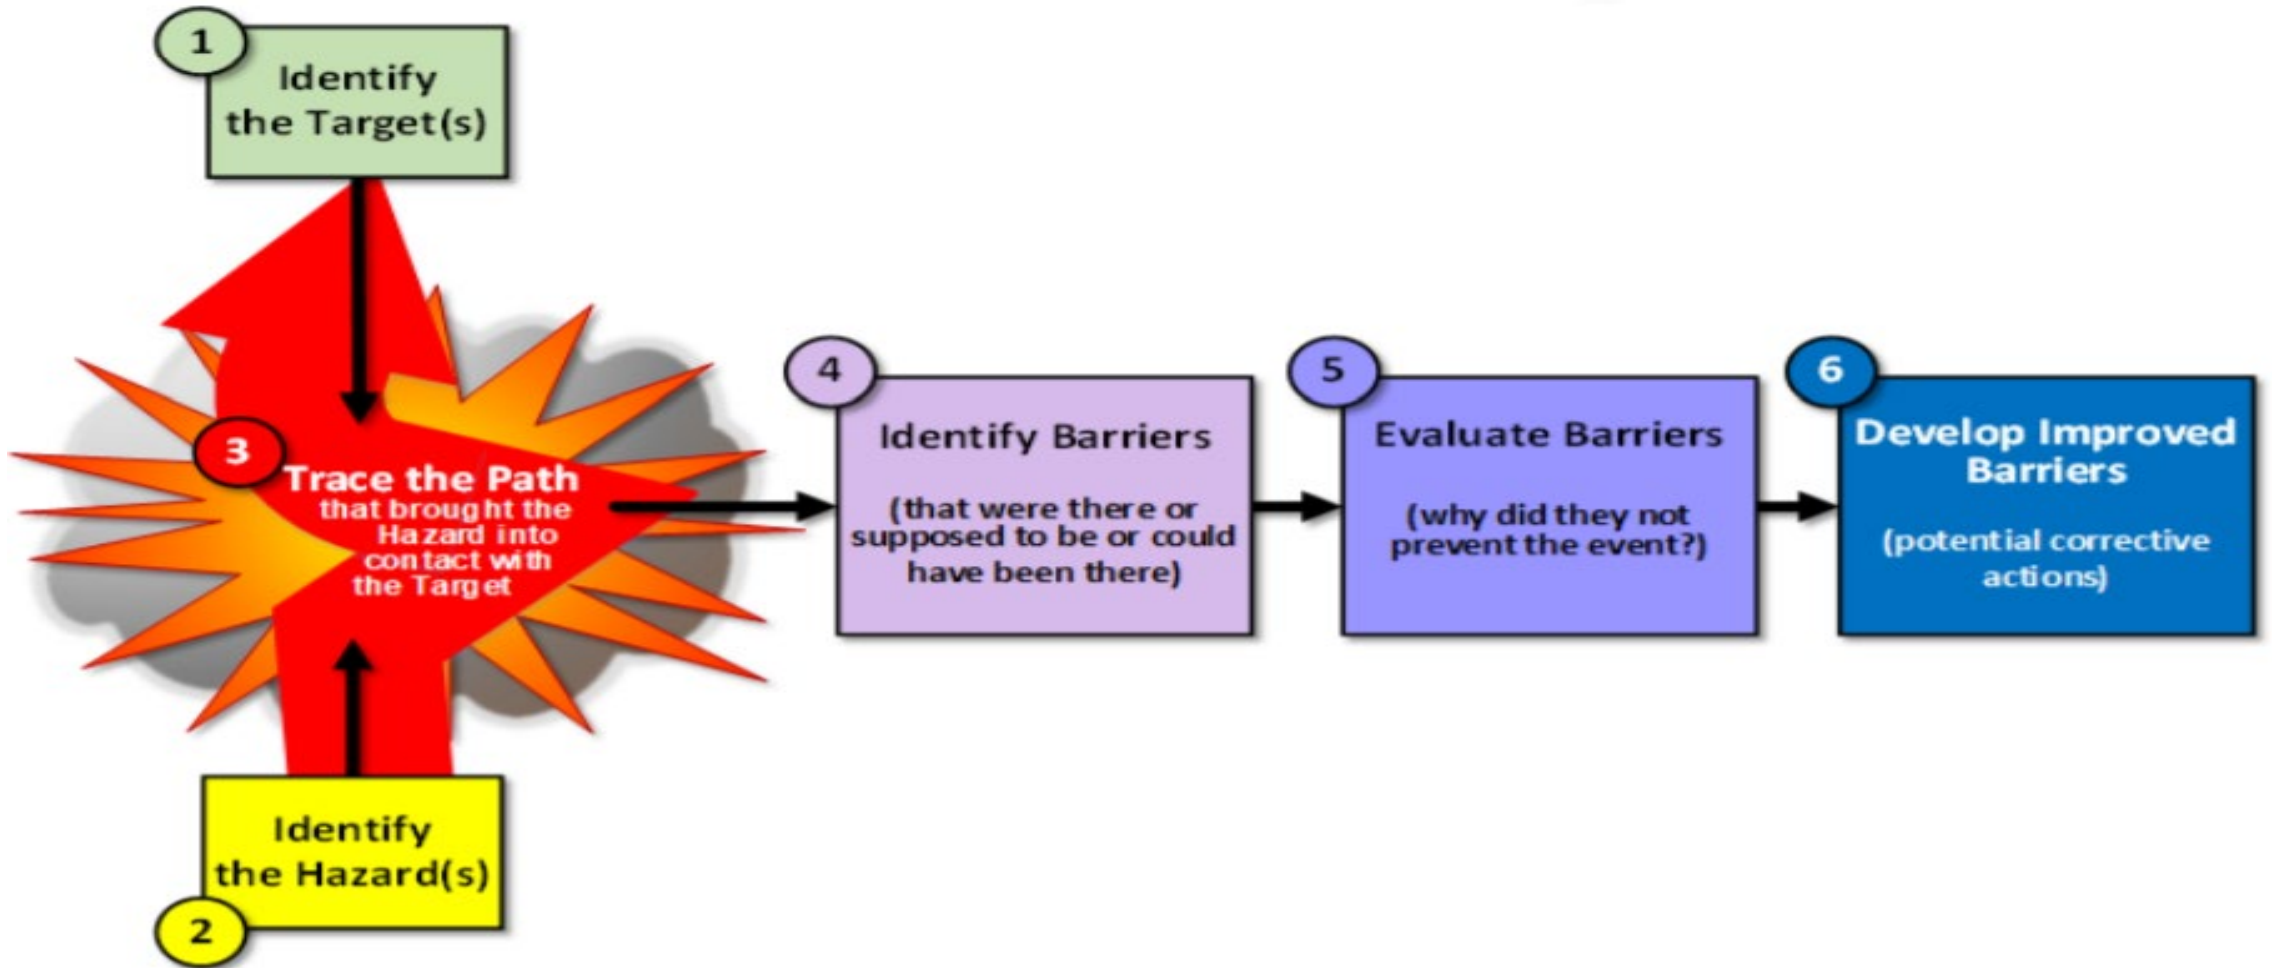 1
Identify
the Target(s)
3
Trace the Path
that brought the
Hazard into
contact with
the Target
Identify
the Hazard(s)
2
4
Identify Barriers
(that were there or
supposed to be or could
have been there)
5
Evaluate Barriers
(why did they not
prevent the event?)
6
Develop Improved
Barriers
(potential corrective
actions)